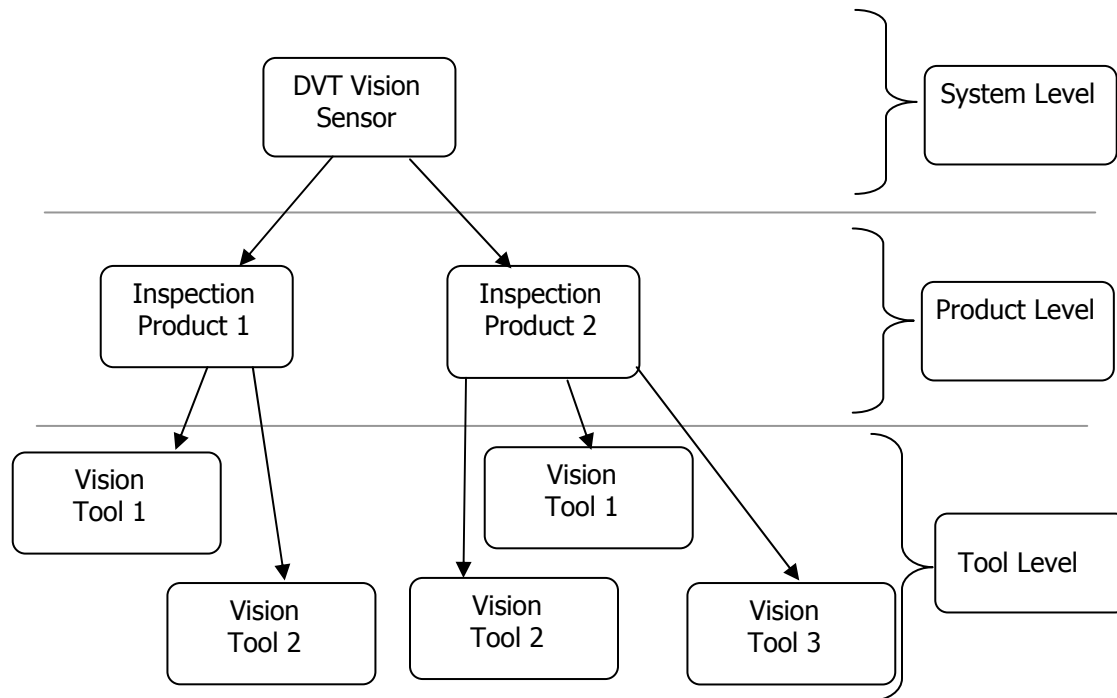 DVT Vision
Sensor
System Level
Inspection
Product 1
Inspection
Product 2
Product Level
Vision
Tool 1
Vision
Tool 1
Tool Level
Vision
Tool 2
Vision
Tool 2
Vision
Tool 3